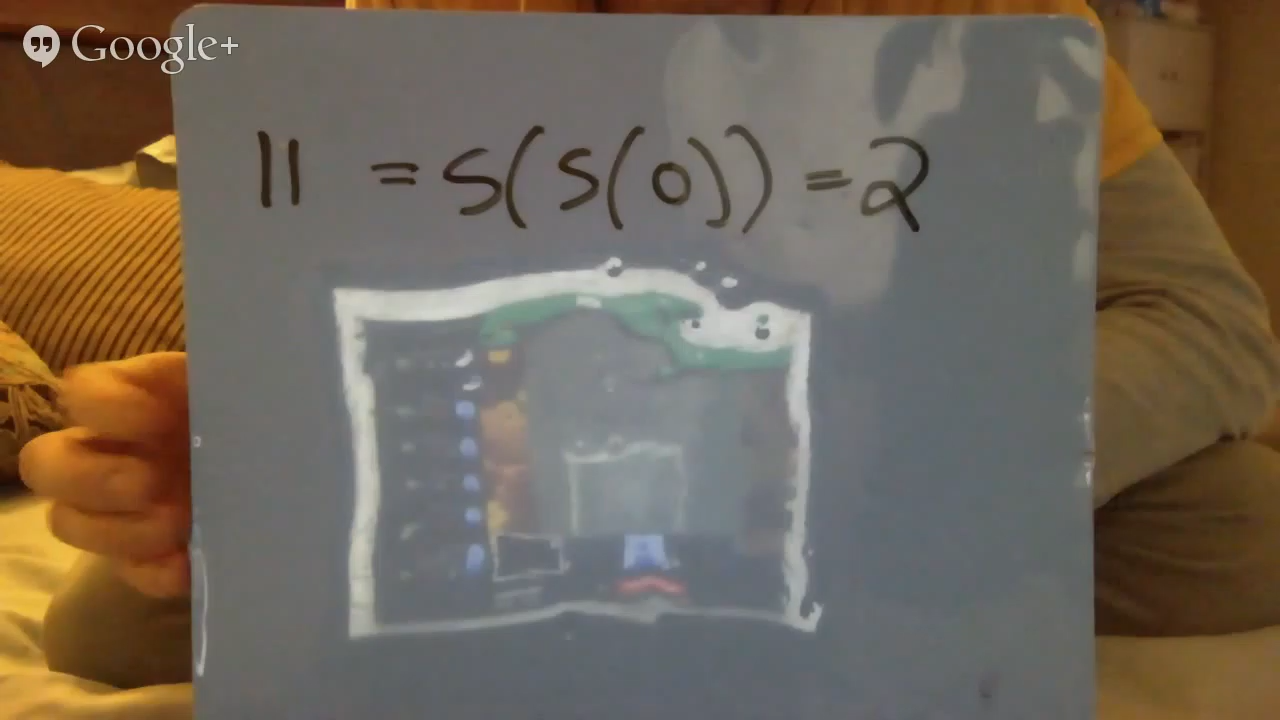 Google+
11 = S(S(0)) = 2